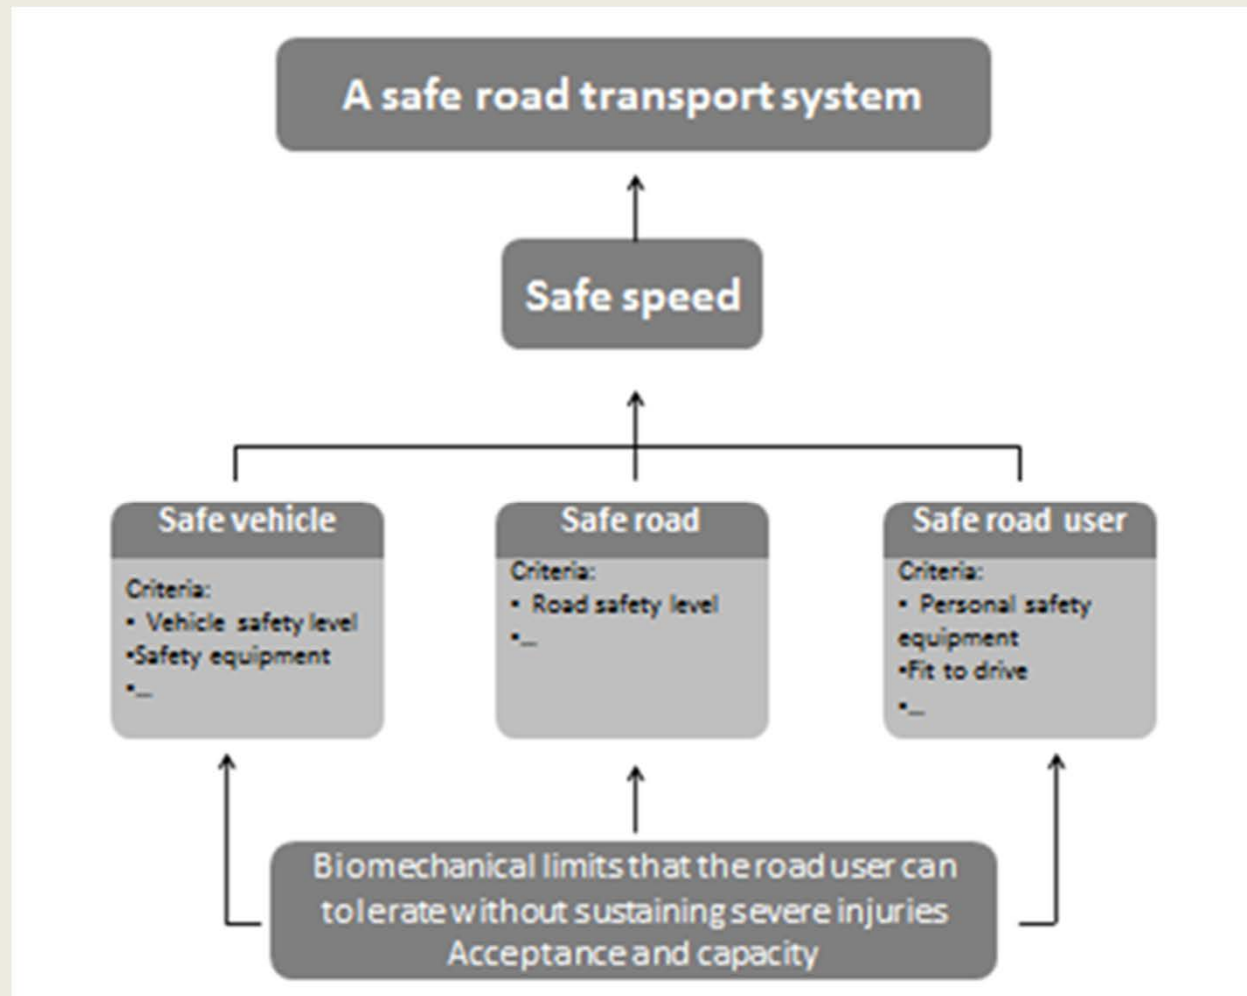 A safe road transport system
Safe speed
Safe vehicle
Criteria:
▪ Vehicle safety level
▪Safety equipment
▪...
Safe road
Criteria:
▪ Road safety level
▪...
Safe road user
Criteria:
▪ Personal safety
equipment
▪Fit to drive
▪...
Biomechanical limits that the road user can
tolerate without sustaining severe injuries
Acceptance and capacity